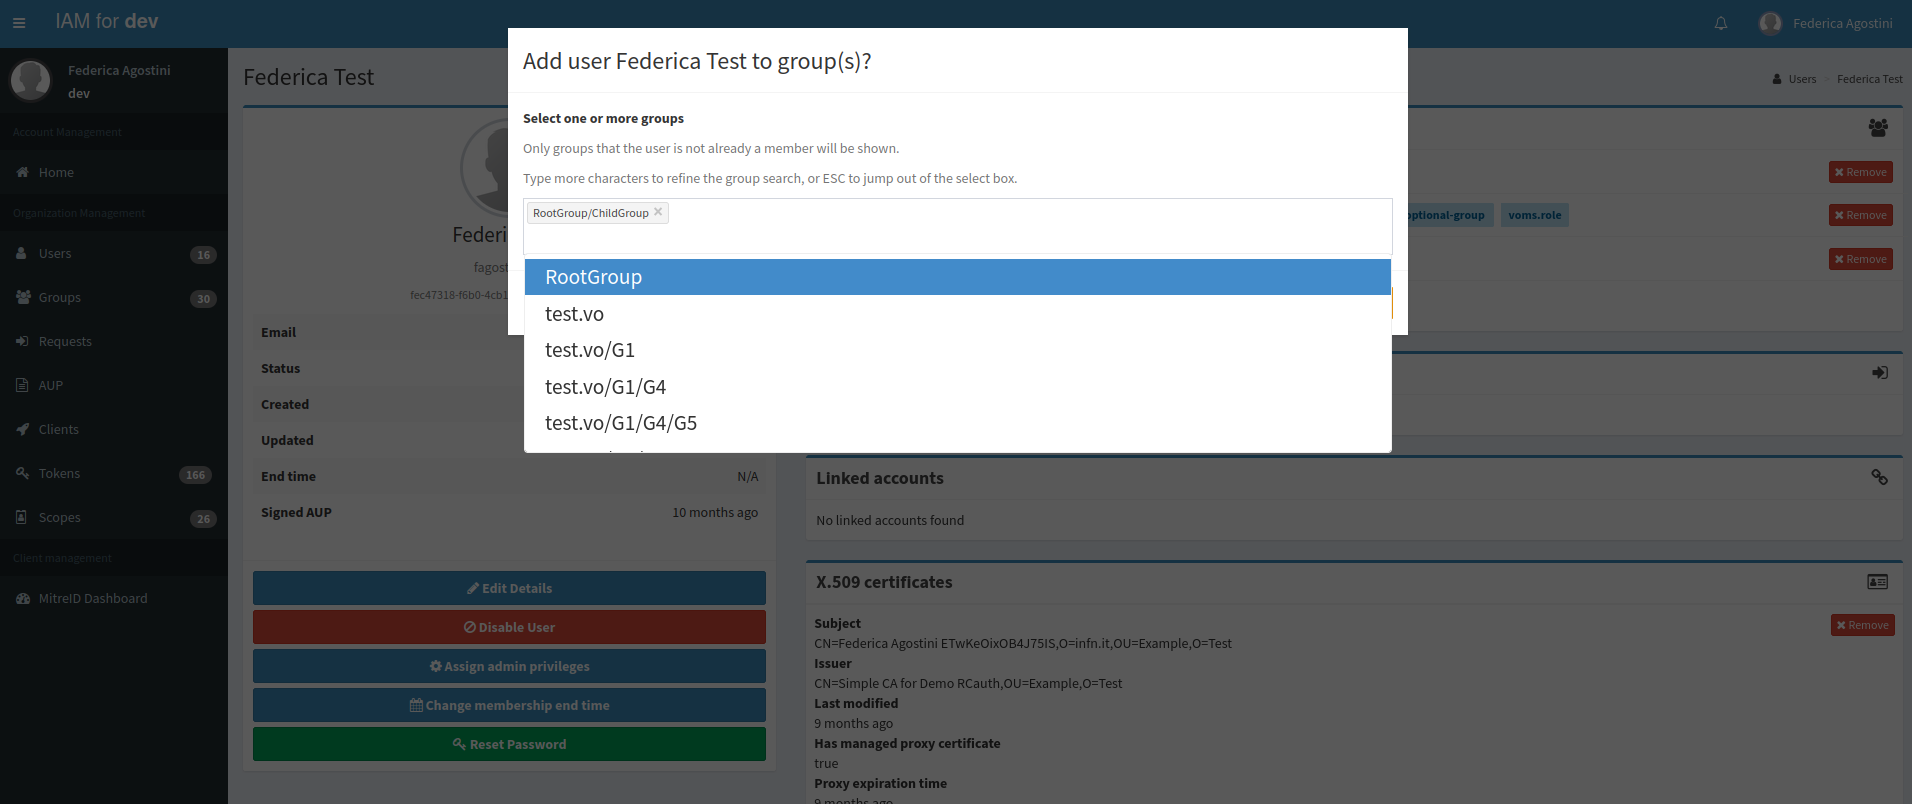 IAM for dev
Federica Agostini
Federica Agostini
dev
Account Management
Home
Organization Management
Users 16
Groups 30
Requests
AUP
Clients
Tokens 166
Scopes 26
Client management
MitreID Dashboard
Federica Test
Users > Federica Test
Add user Federica Test to group(s)?
Select one or more groups
Only groups that the user is not already a member will be shown.
Type more characters to refine the group search, or ESC to jump out of the select box.
RootGroup/ChildGroup ×
RootGroup
test.vo
test.vo/G1
test.vo/G1/G4
test.vo/G1/G4/G5
Email
Status
Created
Updated
End time N/A
Signed AUP 10 months ago
Edit Details
Disable User
Assign admin privileges
Change membership end time
Reset Password
Remove
optional-group voms.role Remove
Remove
Linked accounts
No linked accounts found
X.509 certificates
Subject
Remove
CN=Federica Agostini ETwKeOixOB4J75IS,O=infn.it,OU=Example,O=Test
Issuer
CN=Simple CA for Demo RCauth,OU=Example,O=Test
Last modified
9 months ago
Has managed proxy certificate
true
Proxy expiration time
9 months ago